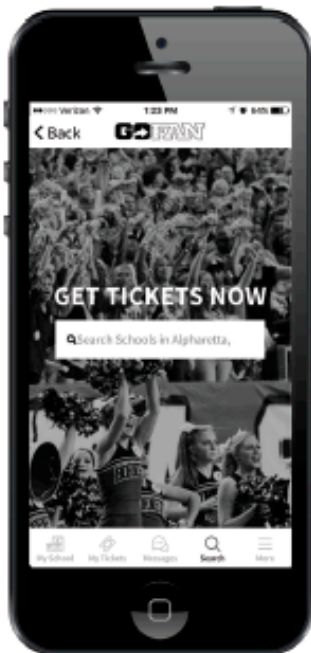 Verizon 1:23 PM 64%
Back GOFAN
GET TICKETS NOW
Search Schools in Alpharetta,
My School My Tickets Messages Search More